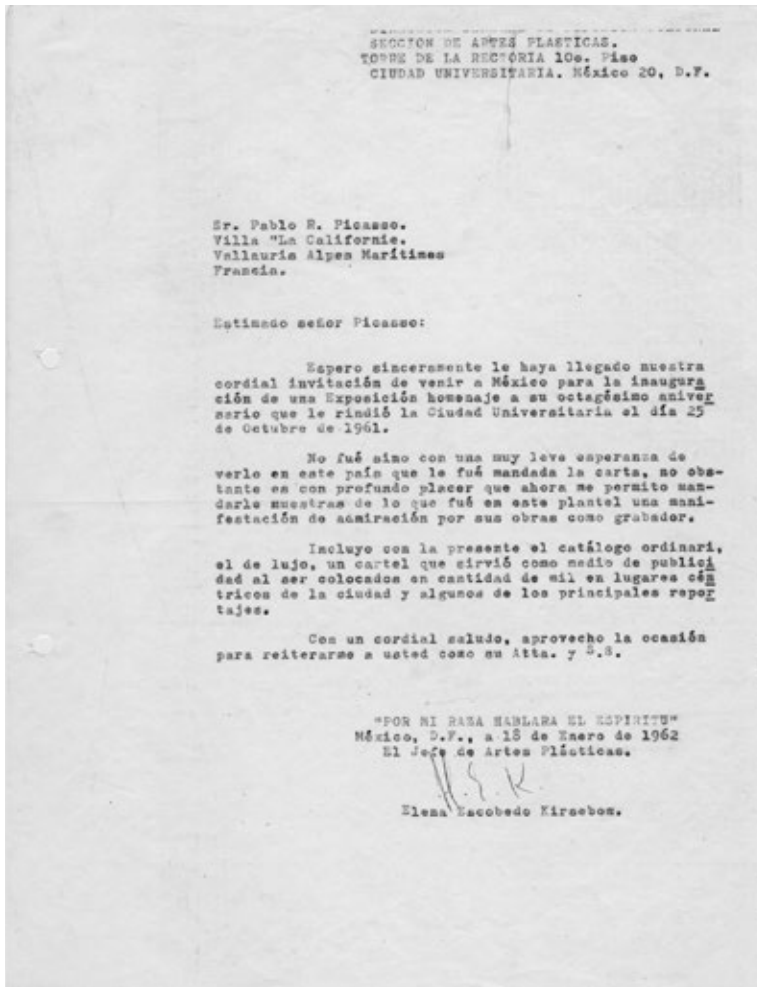 SECCION DE ARTES PLASTICAS.
TORRE DE LA RECTORIA 10o. Piso
CIUDAD UNIVERSITARIA. México 20, D.F.
Sr. Pablo R. Picasso.
Villa "La Californie.
Vallauris Alpes Marítimes
Francia.
Estimado señor Picasso:
Espero sinceramente le haya llegado nuestra
cordial invitación de venir a México para la inaugura
ción de una Exposición homenaje a su octagésimo aniver
sario que le rindió la Ciudad Universitaria el día 25
de Octubre de 1961.
No fué sino con una muy leve esperanza de
verlo en este país que le fué mandada la carta, no obs-
tante es con profundo placer que ahora me permito man-
darle muestras de lo que fué en este plantel una mani-
festación de admiración por sus obras como grabador.
Incluyo con la presente el catálogo ordinari,
el de lujo, un cartel que sirvió como medio de publici
dad al ser colocados en cantidad de mil en lugares cén
tricos de la ciudad y algunos de los principales repor
tajes.
Con un cordial saludo, aprovecho la ocasión
para reiterarme a usted como su Atta. y S.S.
"POR MI RAZA HABLARA EL ESPIRITU"
México, D.F., a 18 de Enero de 1962
El Jefe de Artes Plásticas.
H. E. K.
Elena Escobedo Kirsebom.